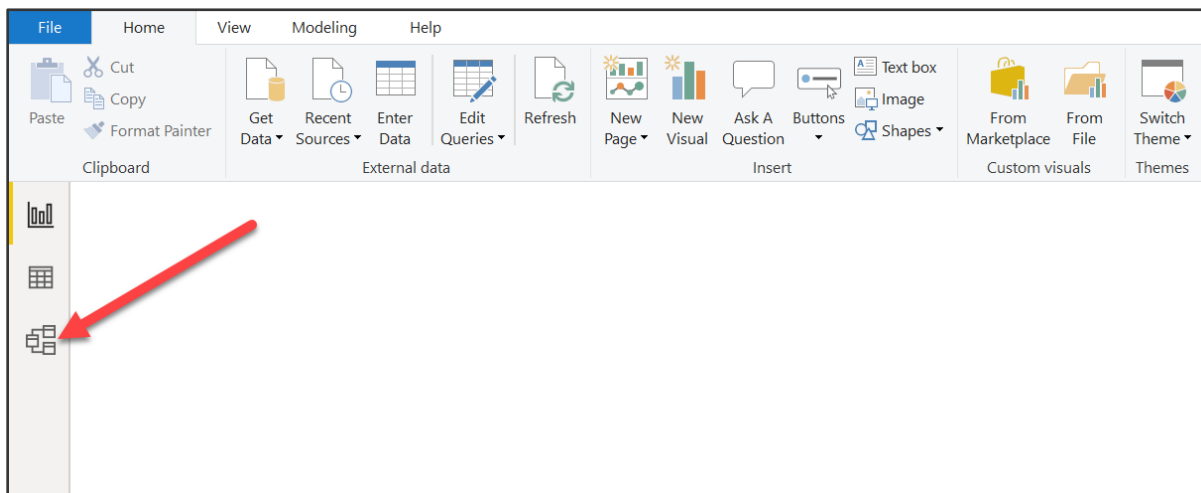 File Home View Modeling Help
Paste
Cut
Copy
Format Painter
Clipboard
Get
Data
Recent
Sources
Enter
Data
Edit
Queries
Refresh
External data
New
Page
New
Visual
Ask A
Question
Buttons
Text box
Image
Shapes
Insert
From
Marketplace
From
File
Custom visuals
Switch
Theme
Themes